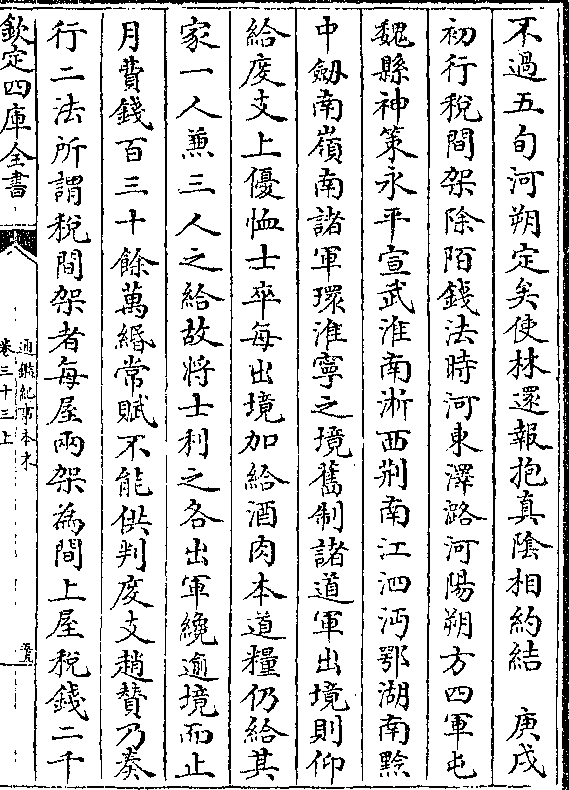 不過五旬河朔定矣使林還報抱真陰相約結　庚戌
初行稅間架除陌錢法時河東澤潞河陽朔方四軍屯
魏縣神策永平宣武淮南浙西荆南江泗沔鄂湖南黔
中劒南嶺南諸軍環淮寧之境舊制諸道軍出境則仰
給度支上優恤士卒每出境加給酒肉本道糧仍給其
家一人兼三人之給故將士利之各出軍纔逾境而止
月費錢百三十餘萬緡常賦不能供判度支趙贊乃奏
行二法所謂稅間架者每屋兩架為間上屋稅錢二千
欽定四庫全書
通鑑紀事本末
卷三十三上